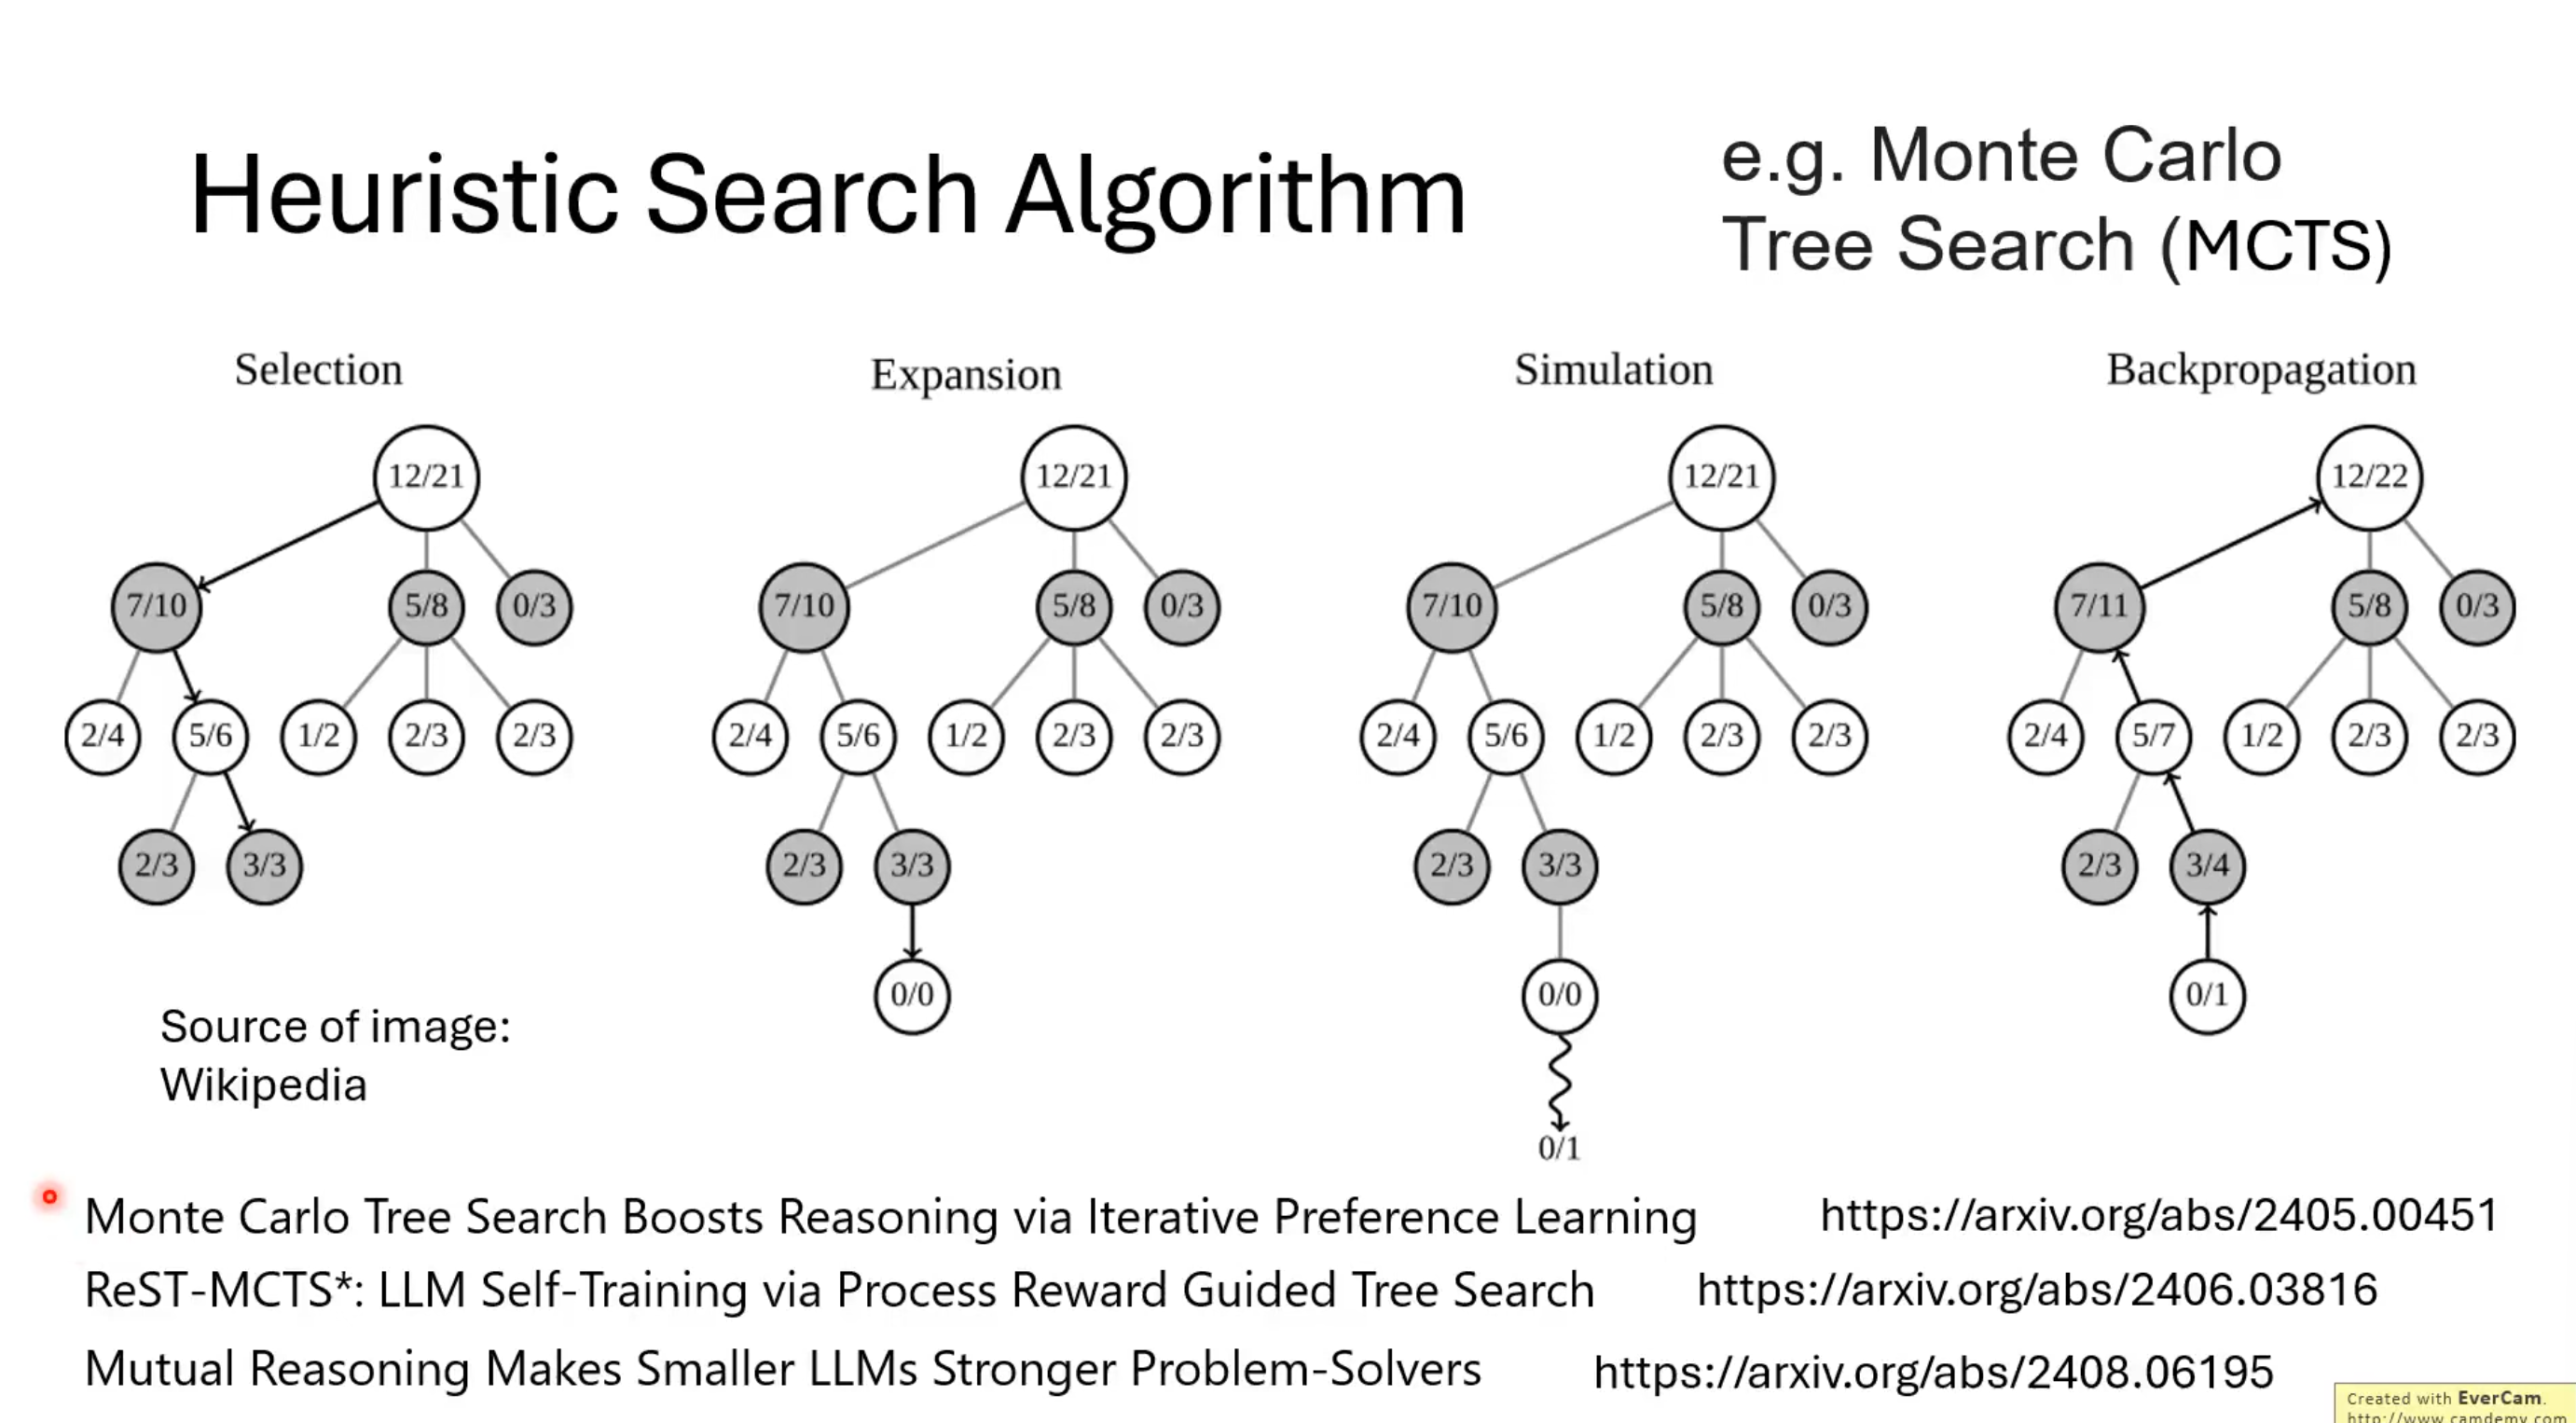 Heuristic Search Algorithm
e.g. Monte Carlo
Tree Search (MCTS)
Selection
12/21
7/10 5/8 0/3
2/4 5/6 1/2 2/3 2/3
2/3 3/3
Expansion
12/21
7/10 5/8 0/3
2/4 5/6 1/2 2/3 2/3
2/3 3/3
0/0
Simulation
12/21
7/10 5/8 0/3
2/4 5/6 1/2 2/3 2/3
2/3 3/3
0/0
0/1
Backpropagation
12/22
7/11 5/8 0/3
2/4 5/7 1/2 2/3 2/3
2/3 3/4
0/1
Source of image:
Wikipedia
Monte Carlo Tree Search Boosts Reasoning via Iterative Preference Learning https://arxiv.org/abs/2405.00451
ReST-MCTS*: LLM Self-Training via Process Reward Guided Tree Search https://arxiv.org/abs/2406.03816
Mutual Reasoning Makes Smaller LLMs Stronger Problem-Solvers https://arxiv.org/abs/2408.06195
Created with EverCam.
http://www.camdemy.com